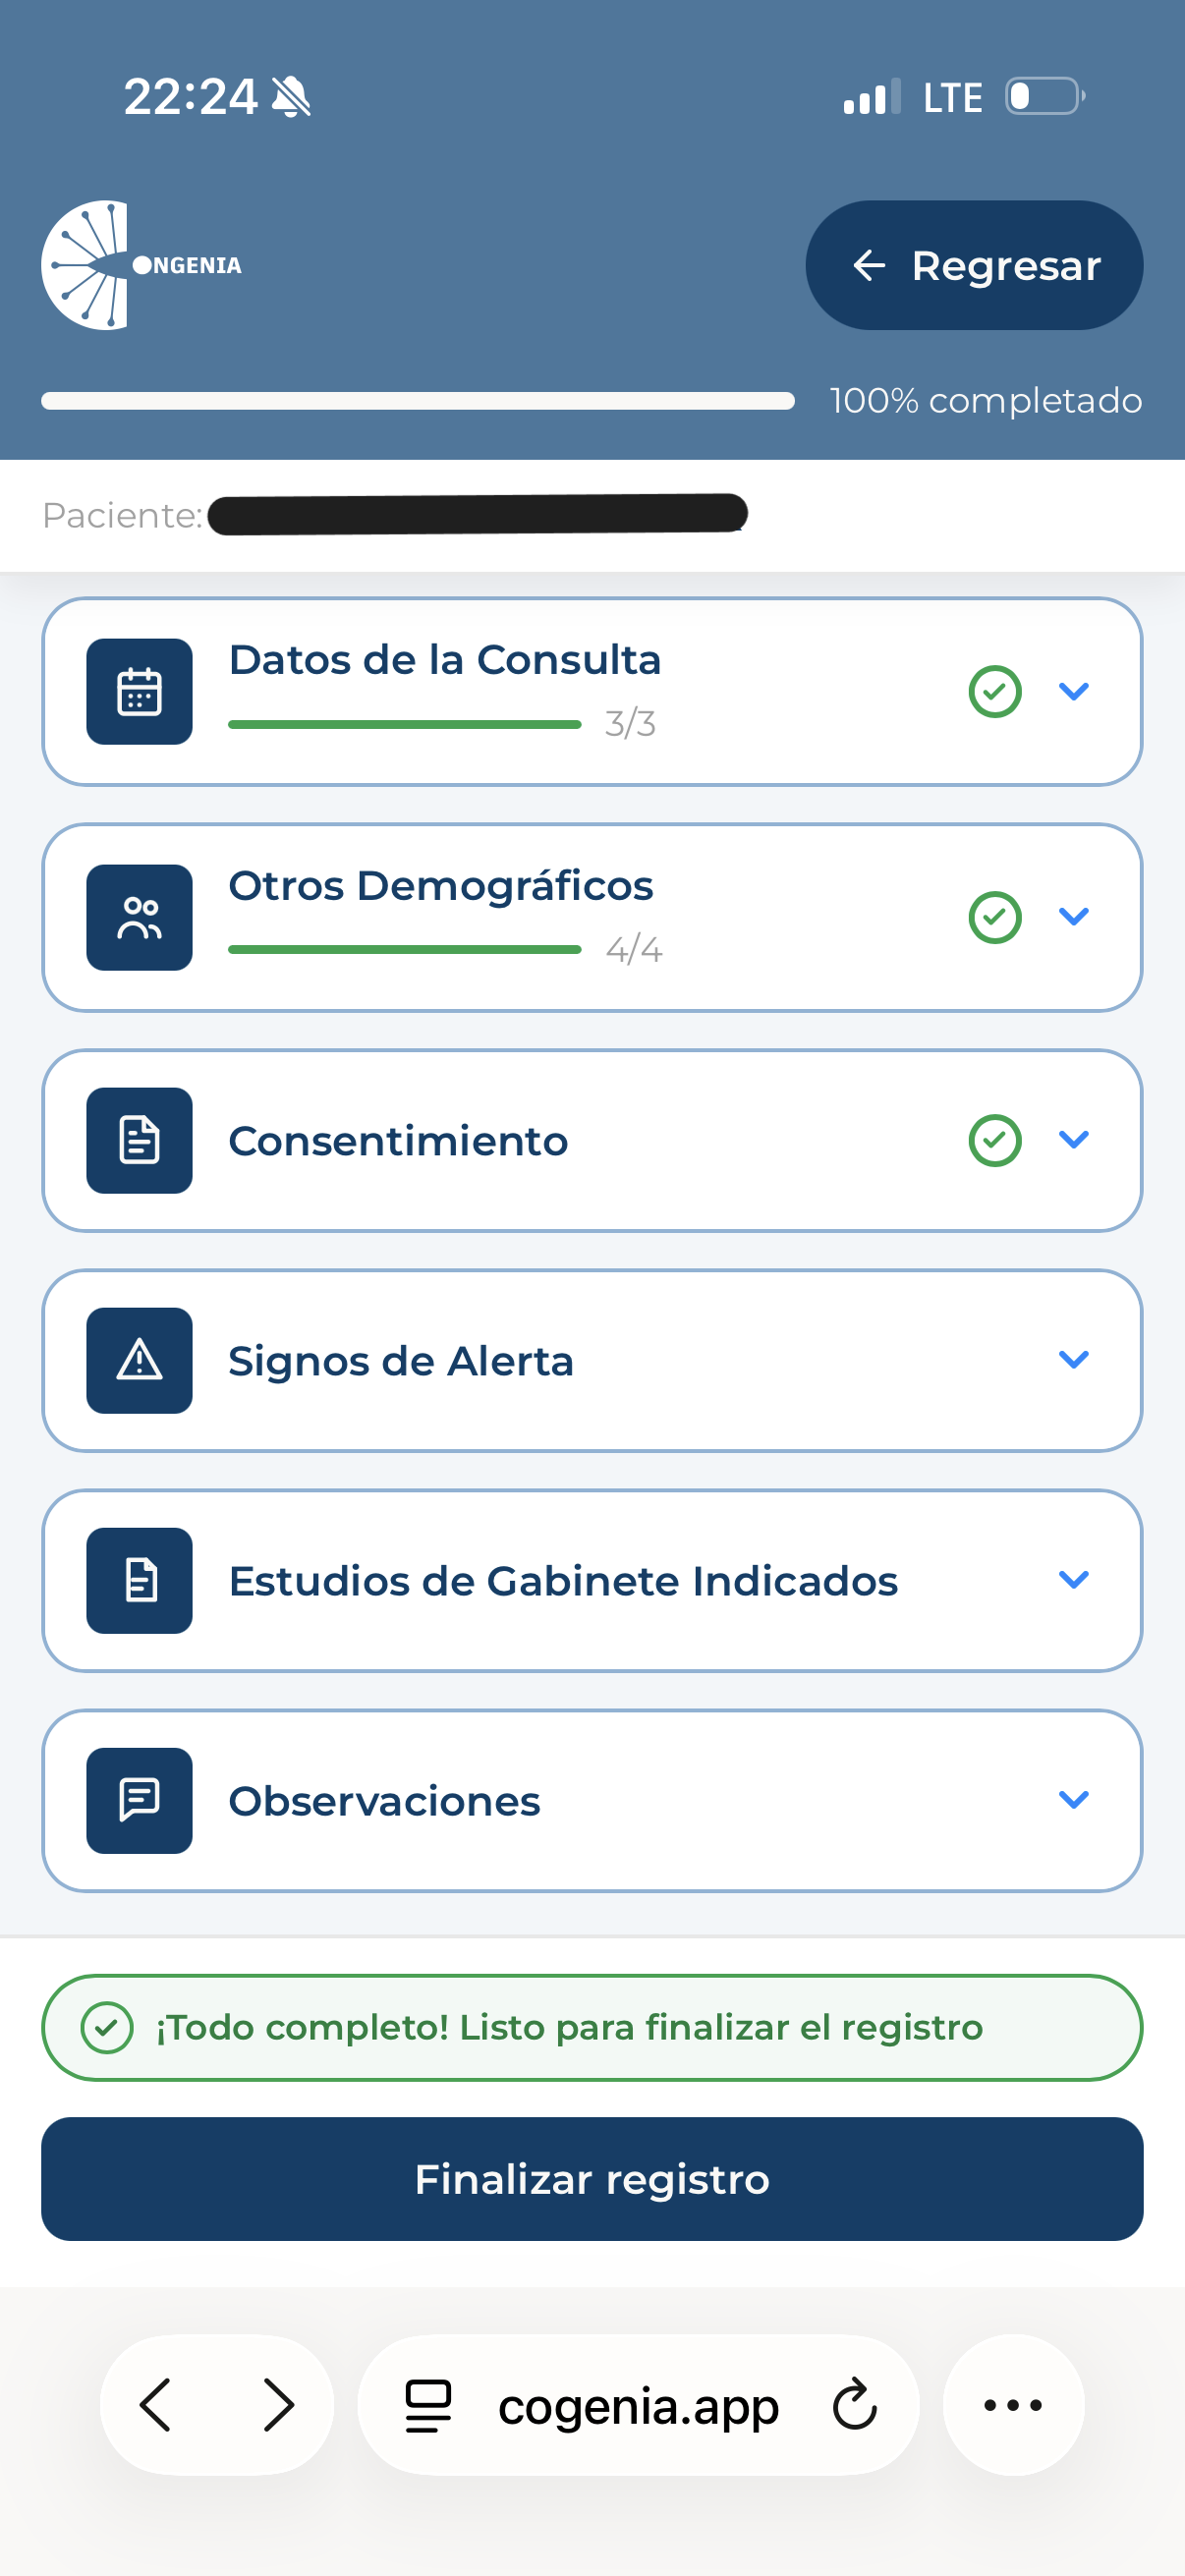 22:24
LTE
ONGENIA
Regresar
100% completado
Paciente:
Datos de la Consulta
3/3
Otros Demográficos
4/4
Consentimiento
Signos de Alerta
Estudios de Gabinete Indicados
Observaciones
¡Todo completo! Listo para finalizar el registro
Finalizar registro
cogenia.app